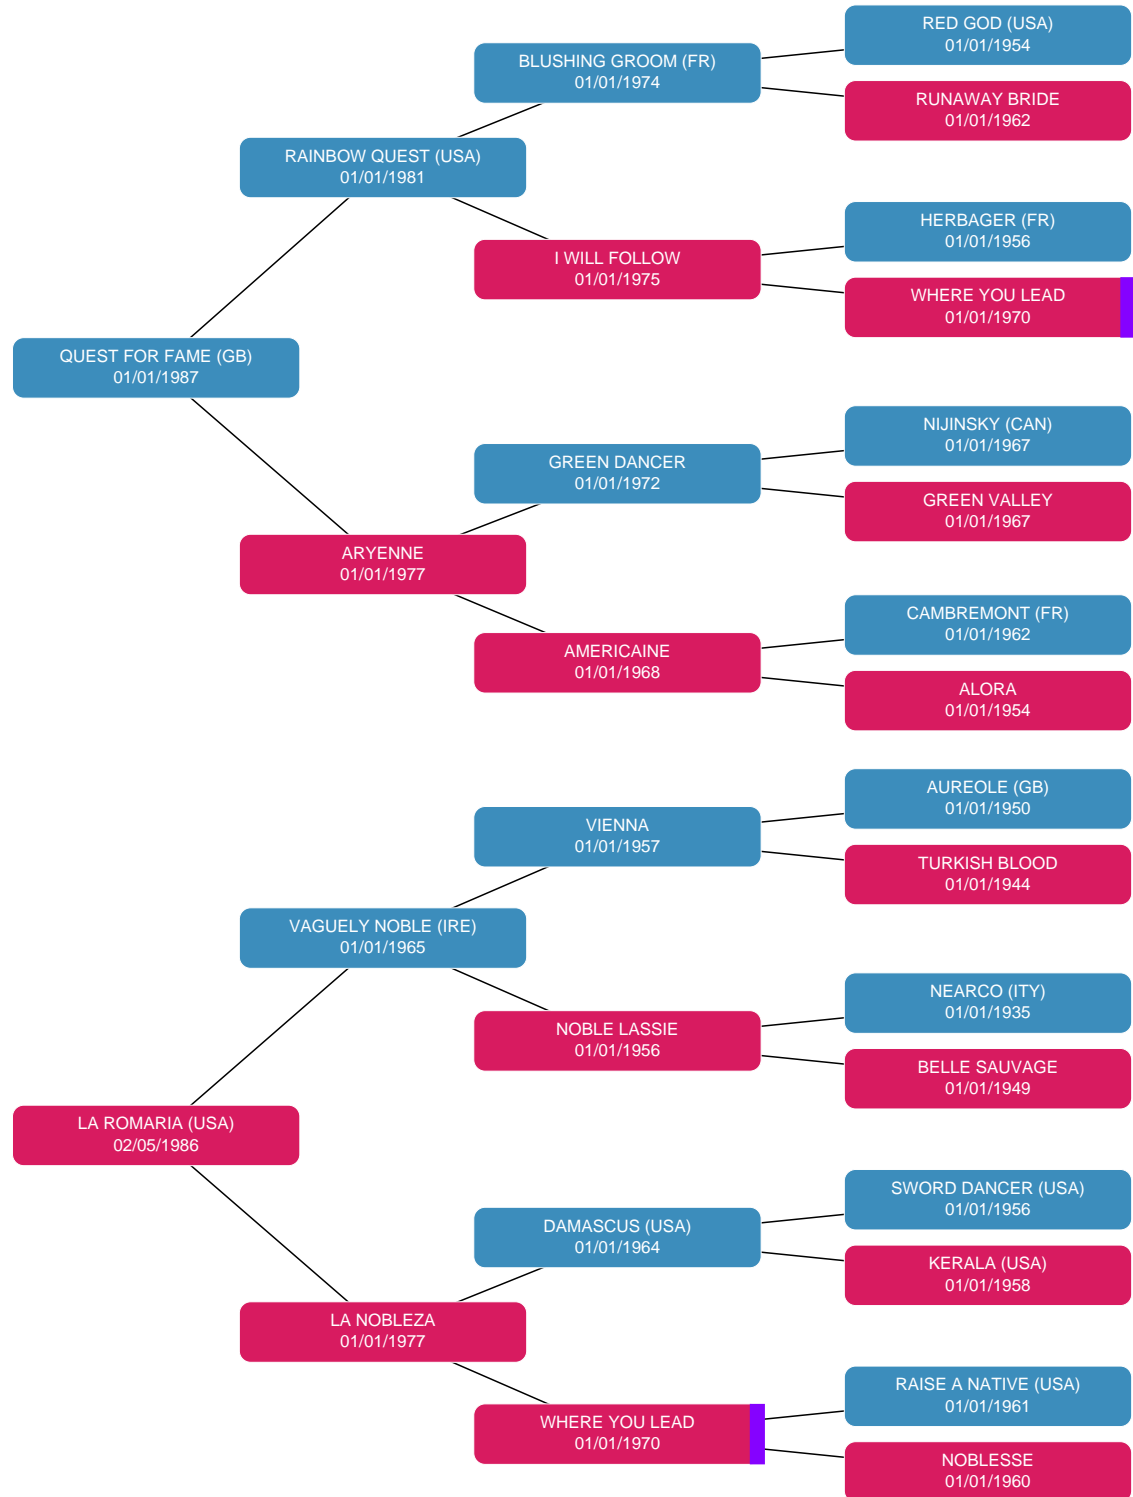 RED GOD (USA)
01/01/1954
BLUSHING GROOM (FR)
01/01/1974
RUNAWAY BRIDE
01/01/1962
RAINBOW QUEST (USA)
01/01/1981
HERBAGER (FR)
01/01/1956
I WILL FOLLOW
01/01/1975
WHERE YOU LEAD
01/01/1970
QUEST FOR FAME (GB)
01/01/1987
NIJINSKY (CAN)
01/01/1967
GREEN DANCER
01/01/1972
GREEN VALLEY
01/01/1967
ARYENNE
01/01/1977
CAMBREMONT (FR)
01/01/1962
AMERICAINE
01/01/1968
ALORA
01/01/1954
AUREOLE (GB)
01/01/1950
VIENNA
01/01/1957
TURKISH BLOOD
01/01/1944
VAGUELY NOBLE (IRE)
01/01/1965
NEARCO (ITY)
01/01/1935
NOBLE LASSIE
01/01/1956
BELLE SAUVAGE
01/01/1949
LA ROMARIA (USA)
02/05/1986
SWORD DANCER (USA)
01/01/1956
DAMASCUS (USA)
01/01/1964
KERALA (USA)
01/01/1958
LA NOBLEZA
01/01/1977
RAISE A NATIVE (USA)
01/01/1961
WHERE YOU LEAD
01/01/1970
NOBLESSE
01/01/1960